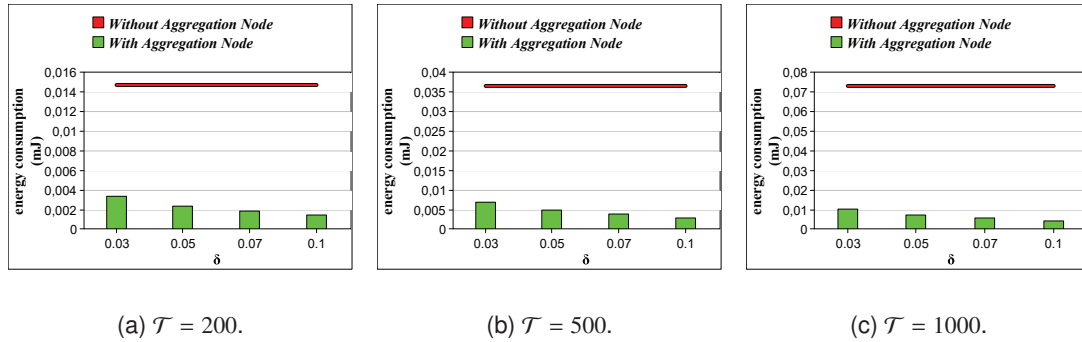 Without Aggregation Node
With Aggregation Node
energy consumption
(mJ)
0,016
0,014
0,012
0,01
0,008
0,006
0,004
0,002
0
0.03 0.05 0.07 0.1
δ
(a) 𝒯 = 200.
Without Aggregation Node
With Aggregation Node
energy consumption
(mJ)
0,04
0,035
0,03
0,025
0,02
0,015
0,01
0,005
0
0.03 0.05 0.07 0.1
δ
(b) 𝒯 = 500.
Without Aggregation Node
With Aggregation Node
energy consumption
(mJ)
0,08
0,07
0,06
0,05
0,04
0,03
0,02
0,01
0
0.03 0.05 0.07 0.1
δ
(c) 𝒯 = 1000.